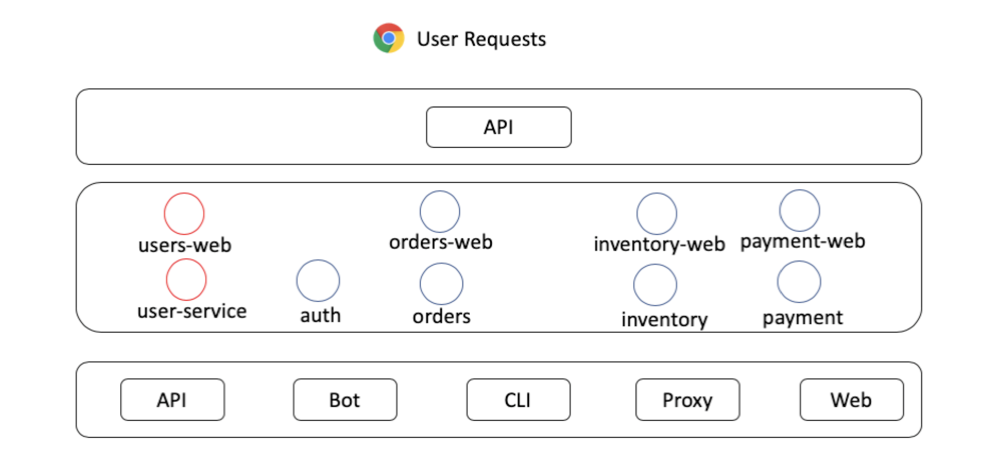 User Requests
API
users-web
orders-web
inventory-web
payment-web
user-service
auth
orders
inventory
payment
API
Bot
CLI
Proxy
Web